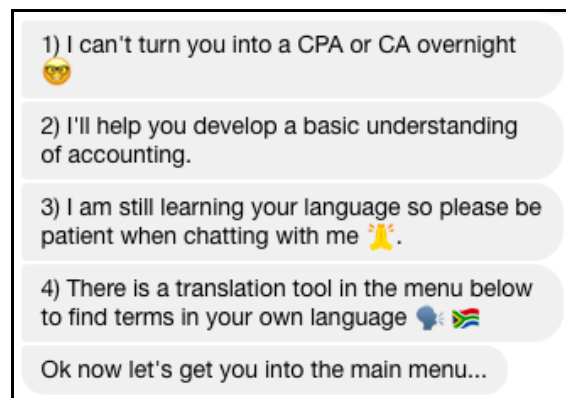 1) I can't turn you into a CPA or CA overnight
🤓
2) I'll help you develop a basic understanding
of accounting.
3) I am still learning your language so please be
patient when chatting with me 🙏.
4) There is a translation tool in the menu below
to find terms in your own language 🗣🇿🇦
Ok now let's get you into the main menu...